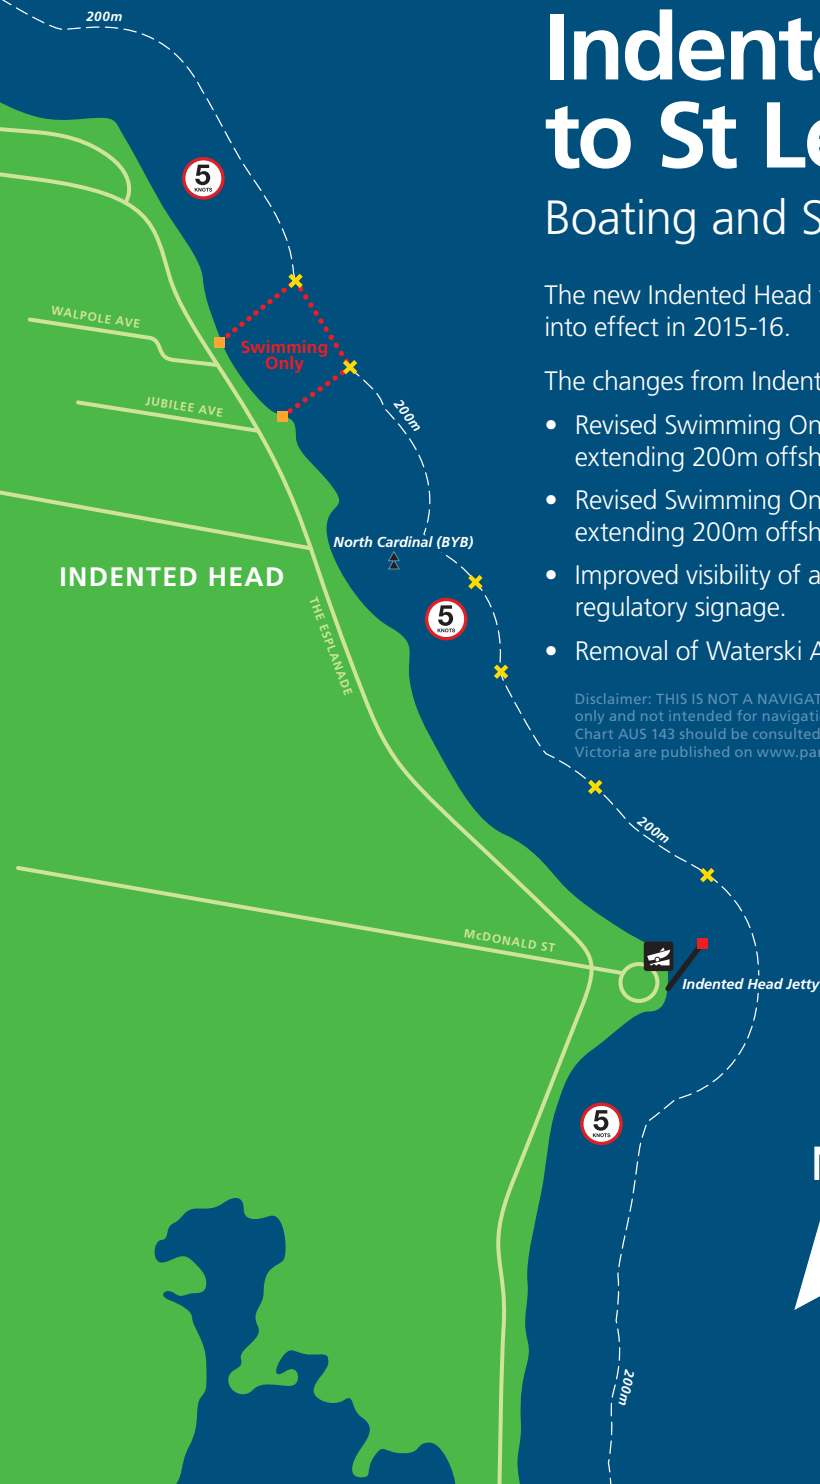 200m
Indente
to St Le
5
KNOTS
Boating and S
The new Indented Head
into effect in 2015-16.
WALPOLE AVE
Swimming
Only
The changes from Indent
JUBILEE AVE
200m
• Revised Swimming On
extending 200m offsh
• Revised Swimming On
extending 200m offsh
North Cardinal (BYB)
INDENTED HEAD
• Improved visibility of a
regulatory signage.
5
KNOTS
THE ESPLANADE
• Removal of Waterski A
Disclaimer: THIS IS NOT A NAVIGAT
only and not intended for navigati
Chart AUS 143 should be consulted
Victoria are published on www.par
200m
McDONALD ST
Indented Head Jetty
5
KNOTS
200m